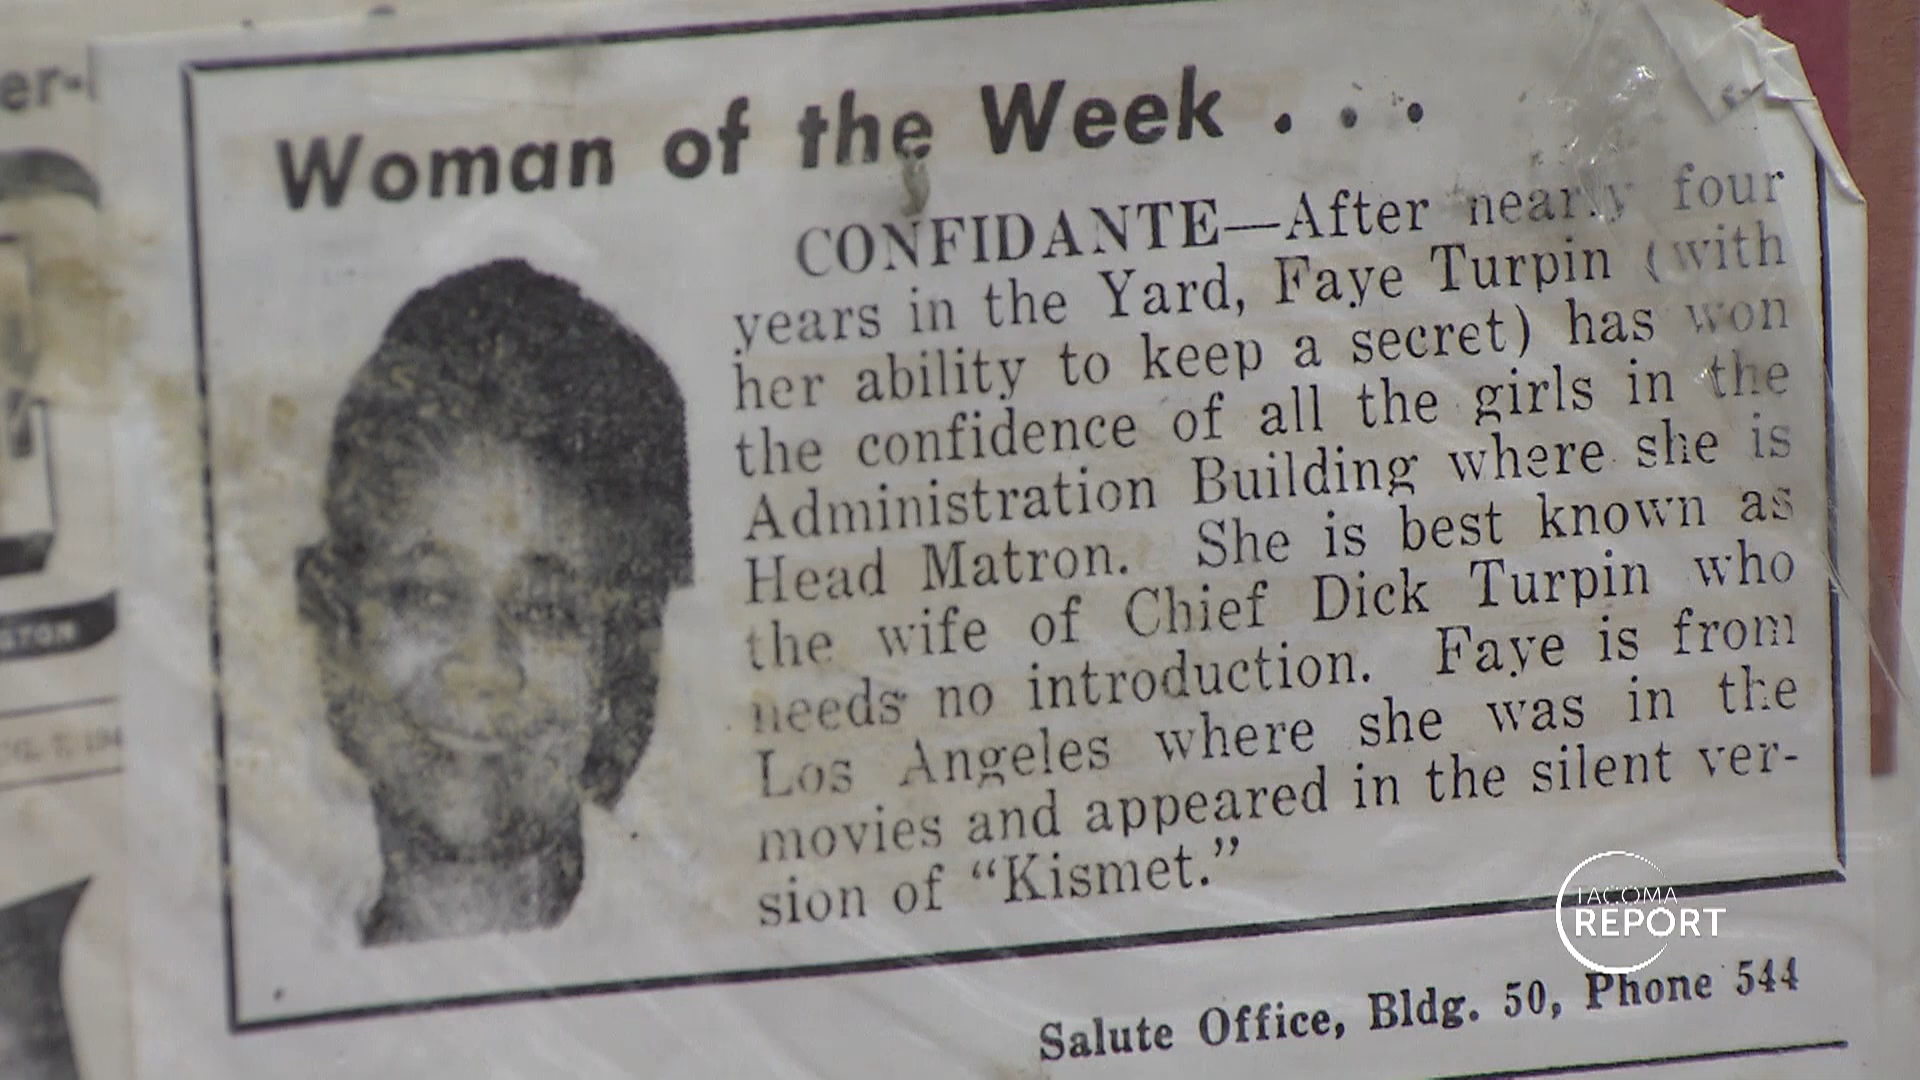 er-
Woman of the Week . . .
CONFIDANTE—After nearly four
years in the Yard, Faye Turpin (with
her ability to keep a secret) has won
the confidence of all the girls in the
Administration Building where she is
Head Matron. She is best known as
the wife of Chief Dick Turpin who
needs no introduction. Faye is from
Los Angeles where she was in the
movies and appeared in the silent ver-
sion of “Kismet.”
Salute Office, Bldg. 50, Phone 544
TACOMA
REPORT